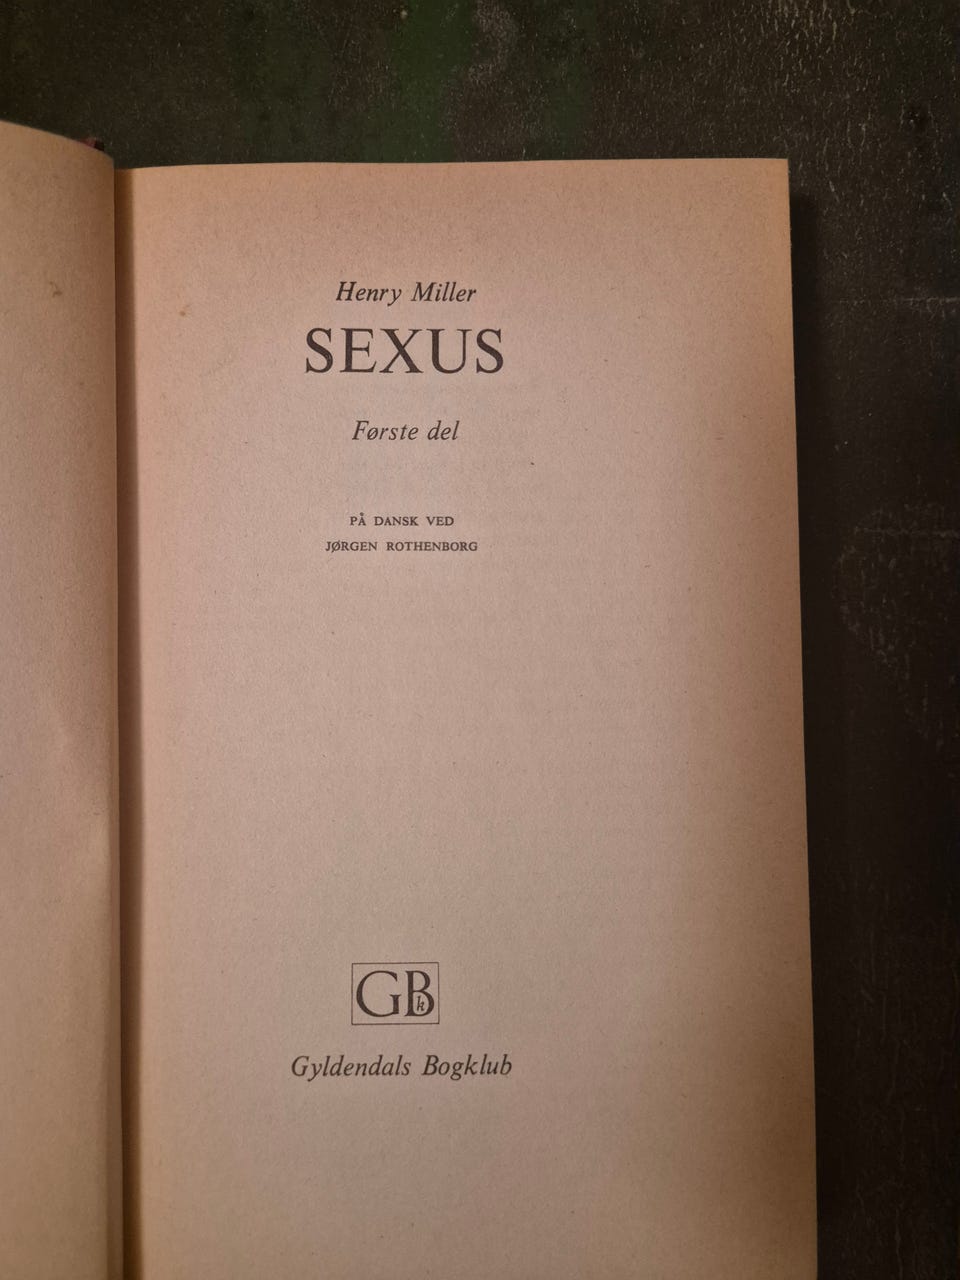 Henry Miller
SEXUS
Første del
PÅ DANSK VED
JØRGEN ROTHENBORG
GBk
Gyldendals Bogklub